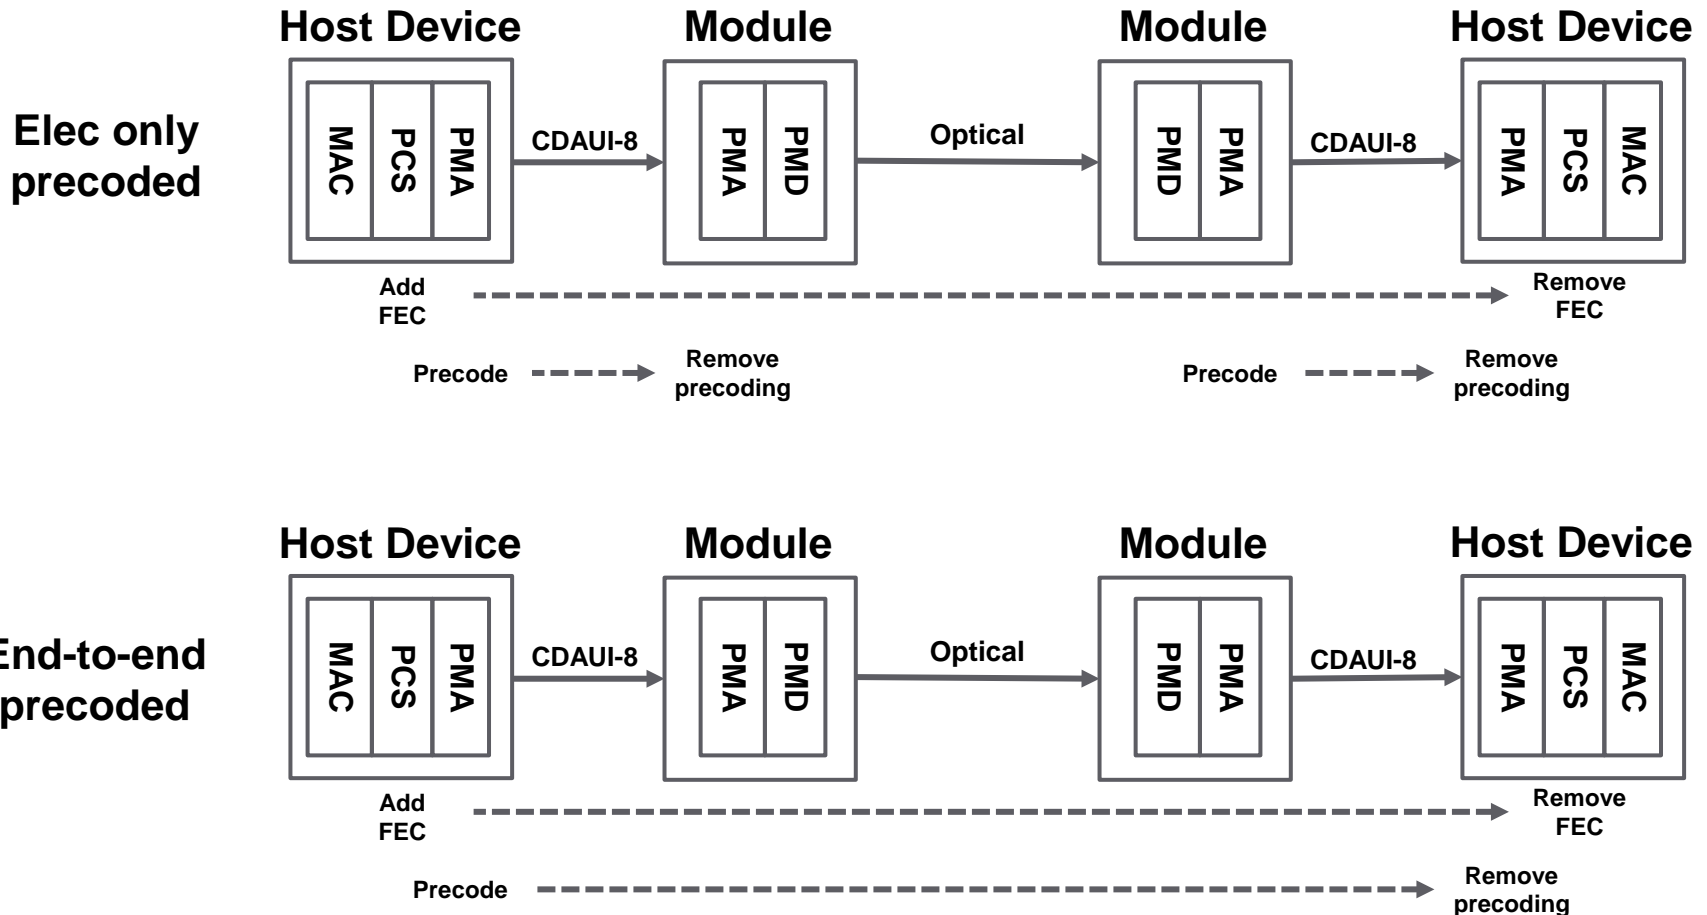 Host Device
Module
Module
Host Device
Elec only
precoded
MAC
PCS
PMA
CDAUI-8
PMA
PMD
Optical
PMD
PMA
CDAUI-8
PMA
PCS
MAC
Add
FEC
Remove
FEC
Precode
Remove
precoding
Precode
Remove
precoding
Host Device
Module
Module
Host Device
End-to-end
precoded
MAC
PCS
PMA
CDAUI-8
PMA
PMD
Optical
PMD
PMA
CDAUI-8
PMA
PCS
MAC
Add
FEC
Remove
FEC
Precode
Remove
precoding